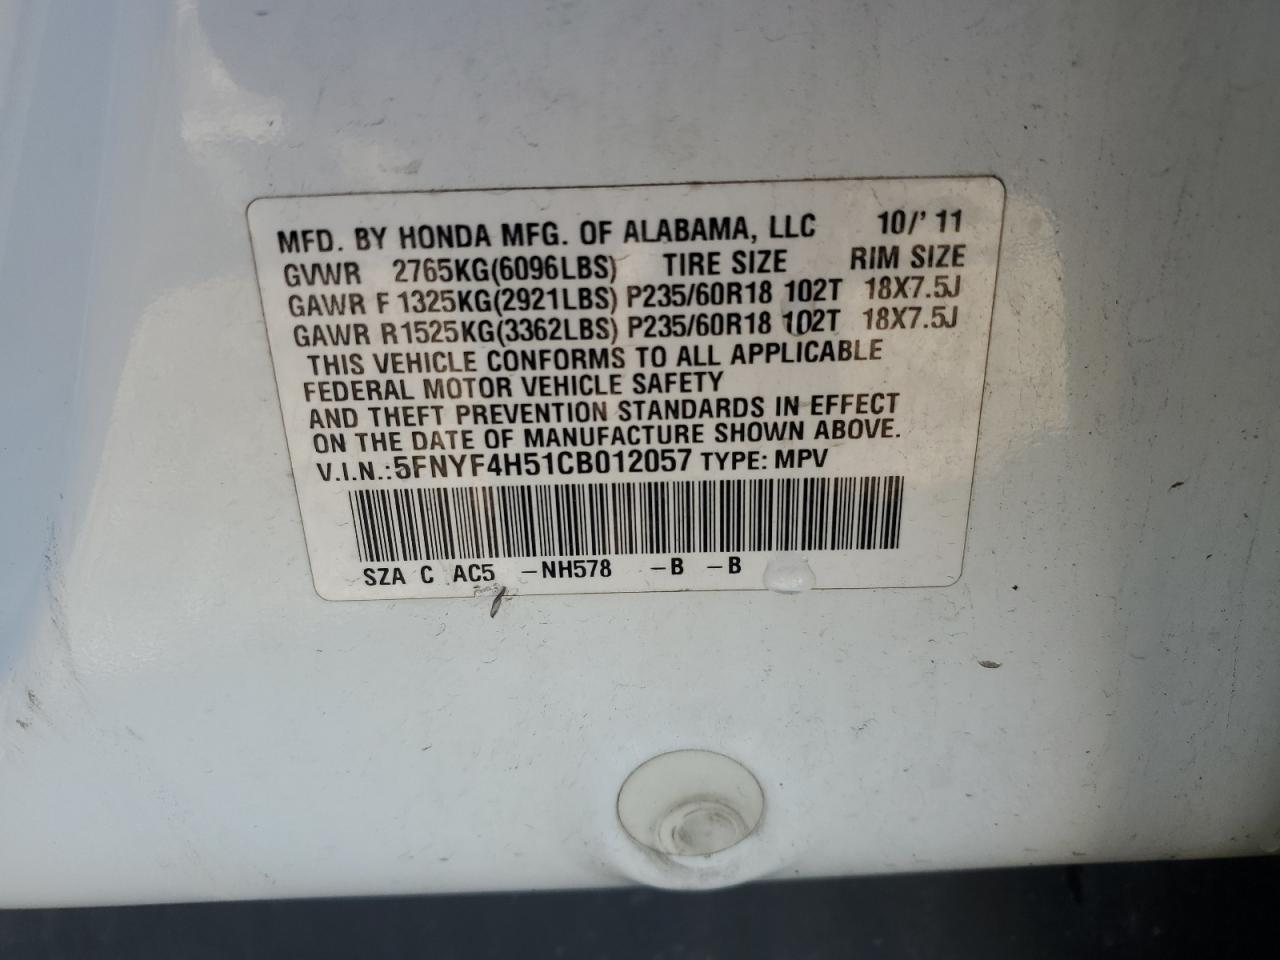 MFD. BY HONDA MFG. OF ALABAMA, LLC 10/'11
GVWR 2765KG(6096LBS) TIRE SIZE RIM SIZE
GAWR F 1325KG(2921LBS) P235/60R18 102T 18X7.5J
GAWR R1525KG(3362LBS) P235/60R18 102T 18X7.5J
THIS VEHICLE CONFORMS TO ALL APPLICABLE
FEDERAL MOTOR VEHICLE SAFETY
AND THEFT PREVENTION STANDARDS IN EFFECT
ON THE DATE OF MANUFACTURE SHOWN ABOVE.
V.I.N.:5FNYF4H51CB012057 TYPE: MPV
SZA C AC5 -NH578 -B -B